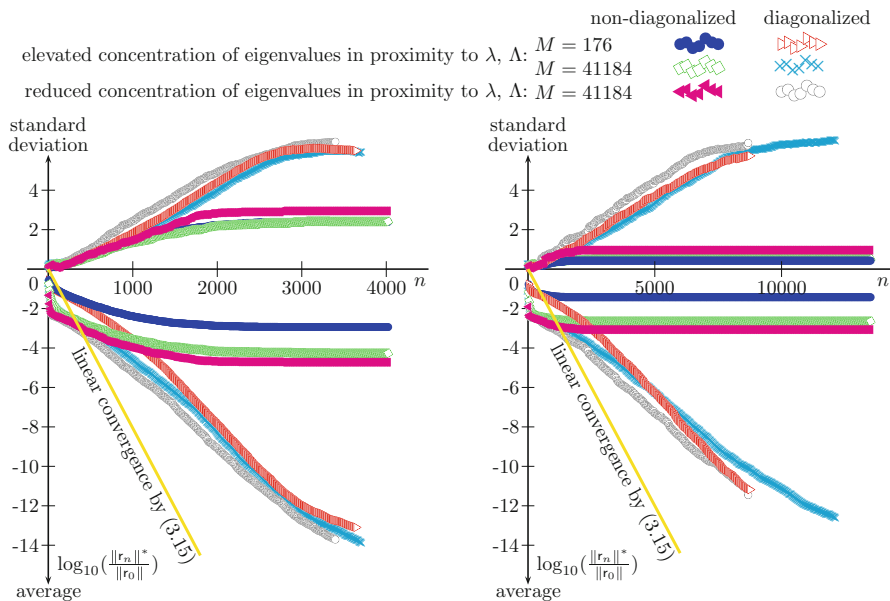 non-diagonalized diagonalized
elevated concentration of eigenvalues in proximity to λ, Λ: M = 176
M = 41184
reduced concentration of eigenvalues in proximity to λ, Λ: M = 41184
standard deviation
4
2
0
1000 2000 3000 4000 n
-2
-4
-6
-8
-10
-12
-14
linear convergence by (3.15)
log₁₀(‖r_n‖*/‖r₀‖)
average
standard deviation
4
2
0
5000 10000 n
-2
-4
-6
-8
-10
-12
-14
linear convergence by (3.15)
log₁₀(‖r_n‖*/‖r₀‖)
average